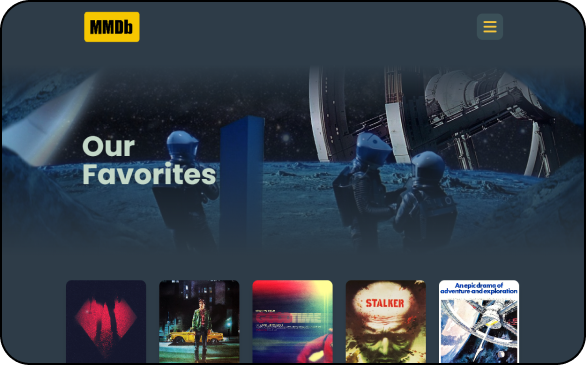 MMDb
Our
Favorites
STALKER
An epic drama of
adventure and exploration